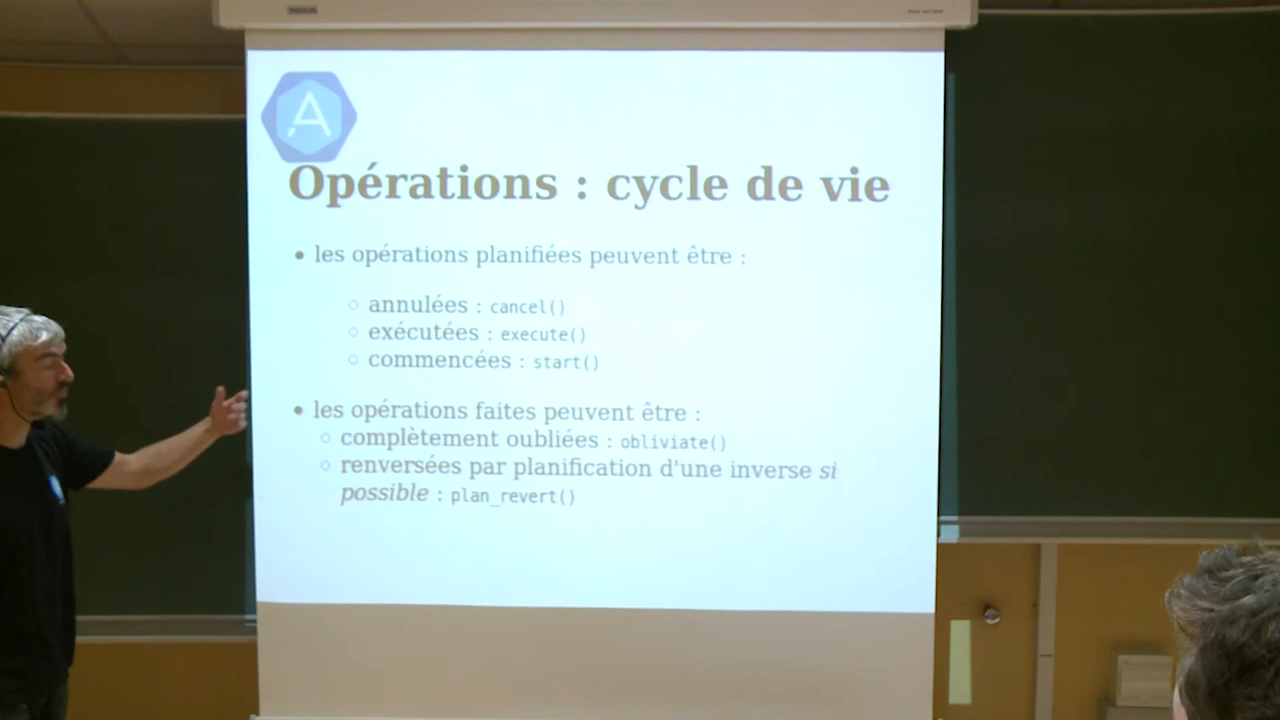 Opérations : cycle de vie
• les opérations planifiées peuvent être :
○ annulées : cancel()
○ exécutées : execute()
○ commencées : start()
• les opérations faites peuvent être :
○ complètement oubliées : obliviate()
○ renversées par planification d'une inverse si
possible : plan_revert()